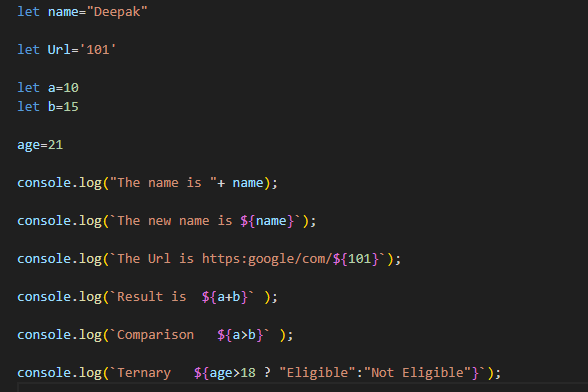 let name="Deepak"
let Url='101'
let a=10
let b=15
age=21
console.log("The name is "+ name);
console.log(`The new name is ${name}`);
console.log(`The Url is https:google/com/${101}`);
console.log(`Result is  ${a+b}` );
console.log(`Comparison   ${a>b}` );
console.log(`Ternary   ${age>18 ? "Eligible":"Not Eligible"}`);